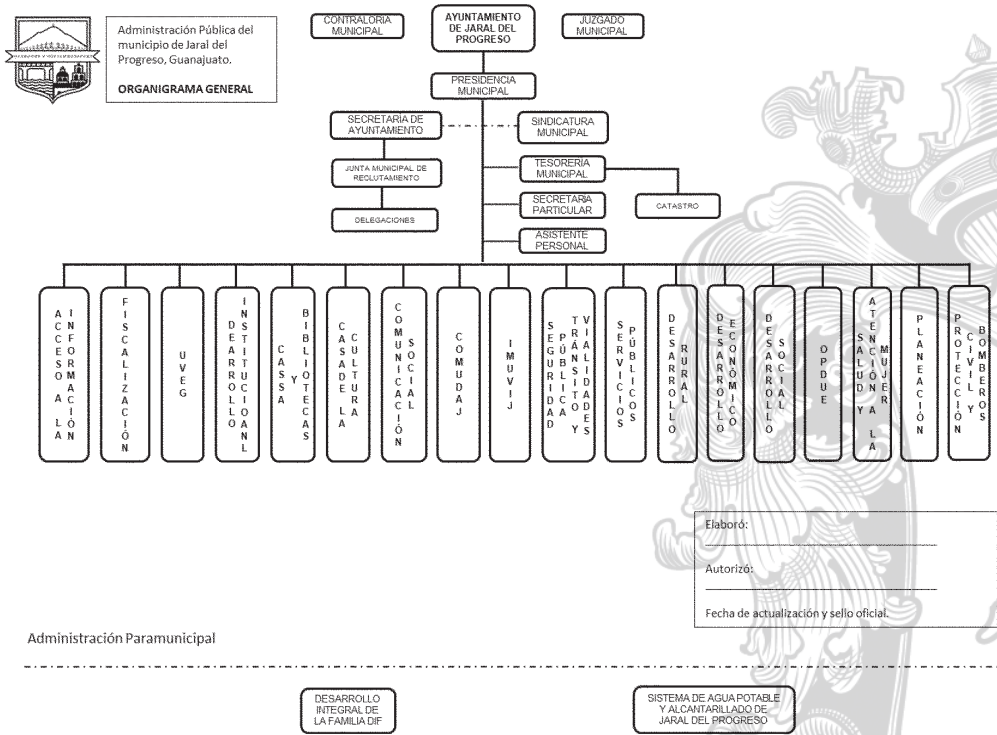 Administración Pública del
municipio de Jaral del
Progreso, Guanajuato.
ORGANIGRAMA GENERAL
CONTRALORIA
MUNICIPAL
AYUNTAMIENTO
DE JARAL DEL
PROGRESO
JUZGADO
MUNICIPAL
PRESIDENCIA
MUNICIPAL
SECRETARÍA DE
AYUNTAMIENTO
SINDICATURA
MUNICIPAL
JUNTA MUNICIPAL DE
RECLUTAMIENTO
TESORERÍA
MUNICIPAL
DELEGACIONES
SECRETARIA
PARTICULAR
CATASTRO
ASISTENTE
PERSONAL
ACCESO A LA
INFORMACIÓN
FISCALIZACIÓN
UVEG
DEARROLLO
INSTITUCIOANL
CASSA
Y
BIBLIOTECAS
CASA DE LA
CULTURA
COMUNICACIÓN
SOCIAL
COMUDAJ
IMUVIJ
SEGURIDAD
PÚBLICA
TRÁNSITO Y
VIALIDADES
SERVICIOS
PÚBLICOS
DESARROLLO
RURAL
DESARROLLO
ECONÓMICO
DESARROLLO
SOCIAL
OPDUE
SALUD Y
ATENCIÓN A LA
MUJER
PLANEACIÓN
PROTECCIÓN
CIVIL Y
BOMBEROS
Elaboró:
Autorizó:
Fecha de actualización y sello oficial.
Administración Paramunicipal
DESARROLLO
INTEGRAL DE
LA FAMILIA DIF
SISTEMA DE AGUA POTABLE
Y ALCANTARILLADO DE
JARAL DEL PROGRESO